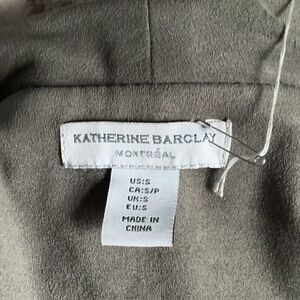 KATHERINE BARCLAY
MONTRÉAL
US:S
CA:S/P
UK:S
EU:S
MADE IN
CHINA